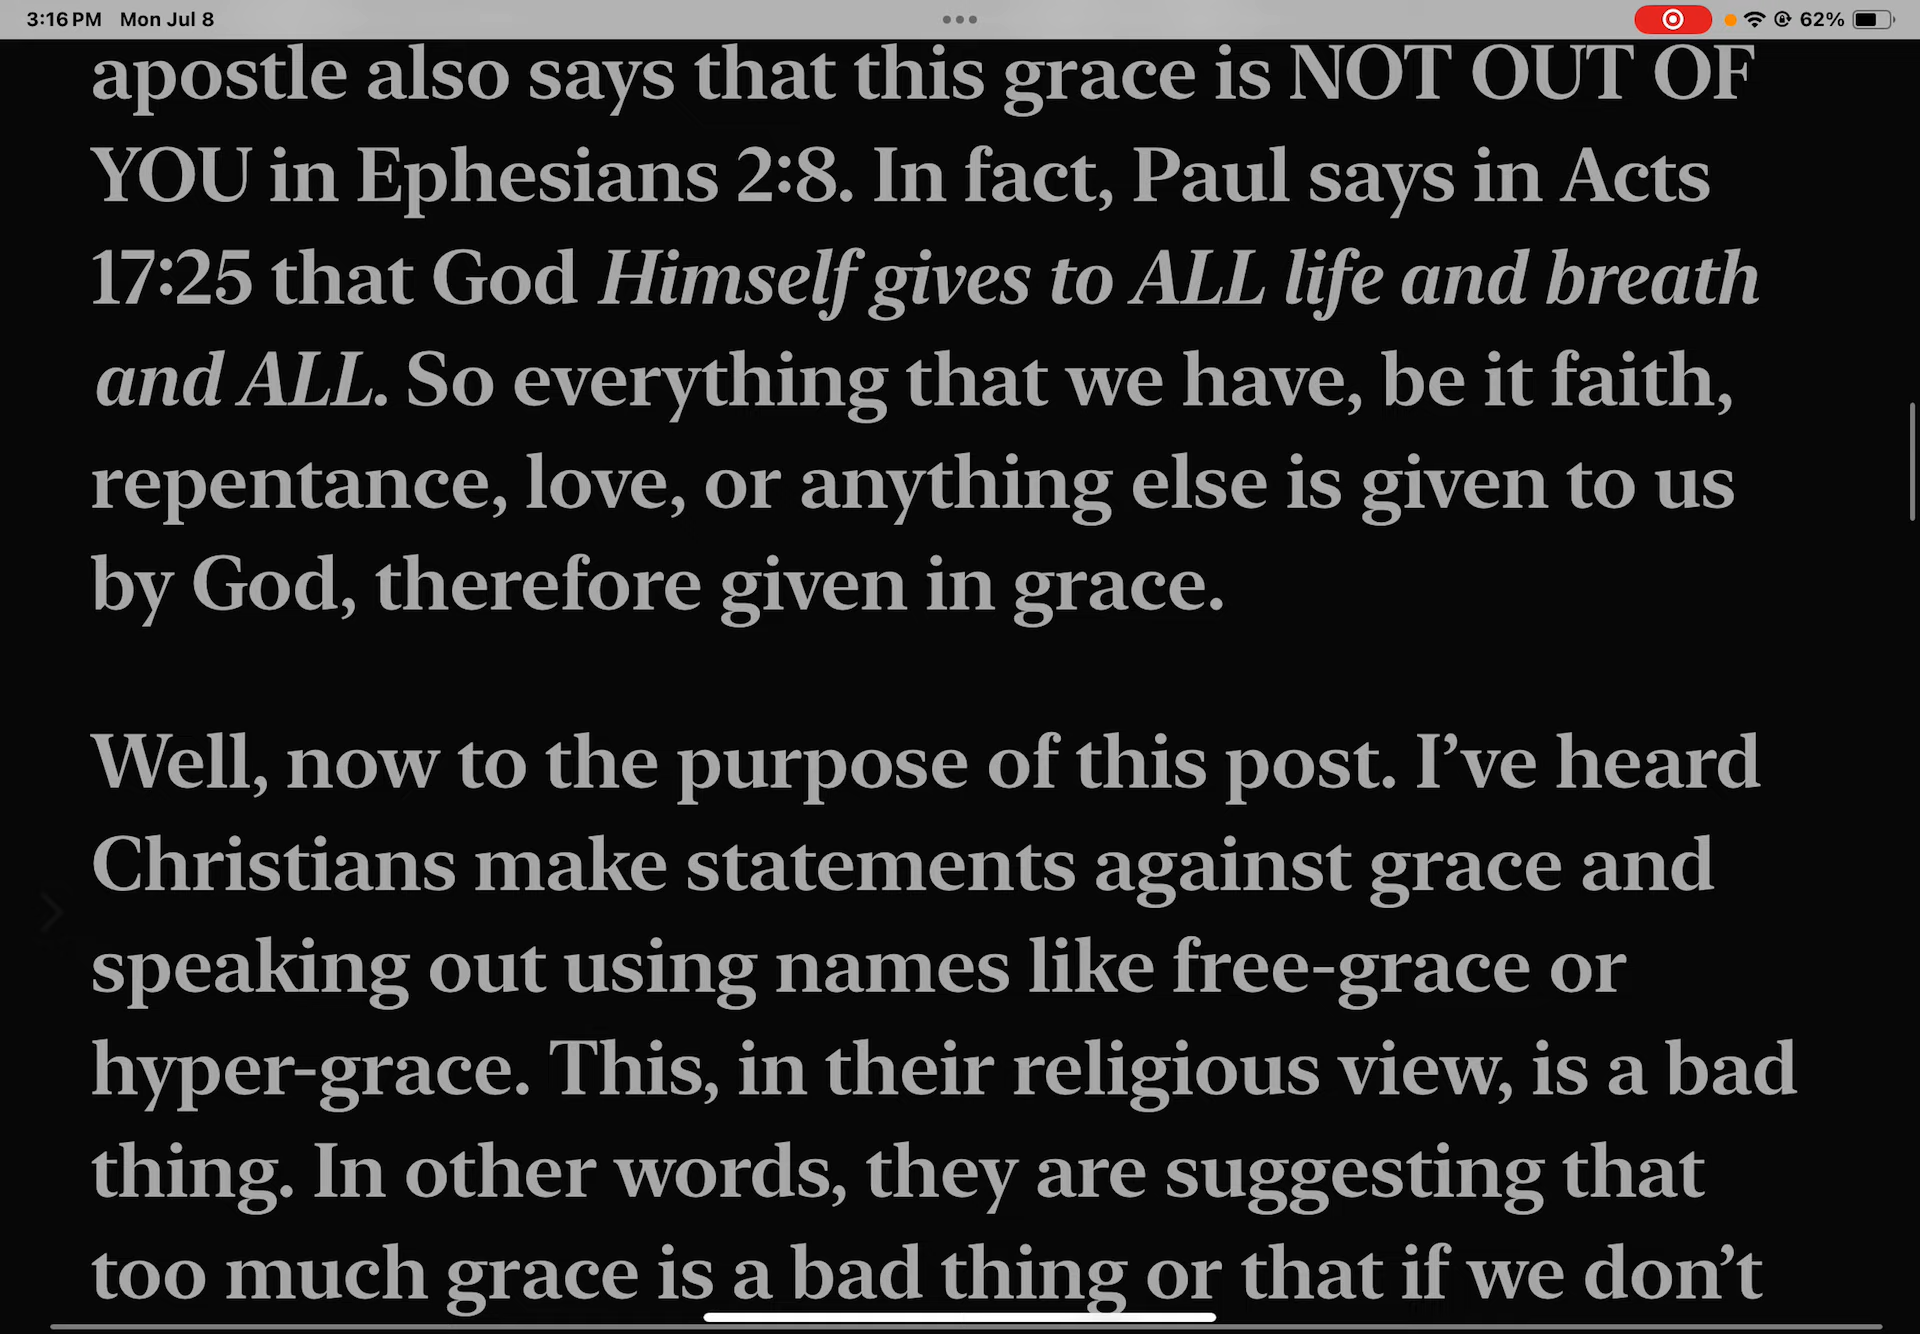 3:16 PM Mon Jul 8
62%
apostle also says that this grace is NOT OUT OF
YOU in Ephesians 2:8. In fact, Paul says in Acts
17:25 that God Himself gives to ALL life and breath
and ALL. So everything that we have, be it faith,
repentance, love, or anything else is given to us
by God, therefore given in grace.
Well, now to the purpose of this post. I’ve heard
Christians make statements against grace and
speaking out using names like free-grace or
hyper-grace. This, in their religious view, is a bad
thing. In other words, they are suggesting that
too much grace is a bad thing or that if we don’t